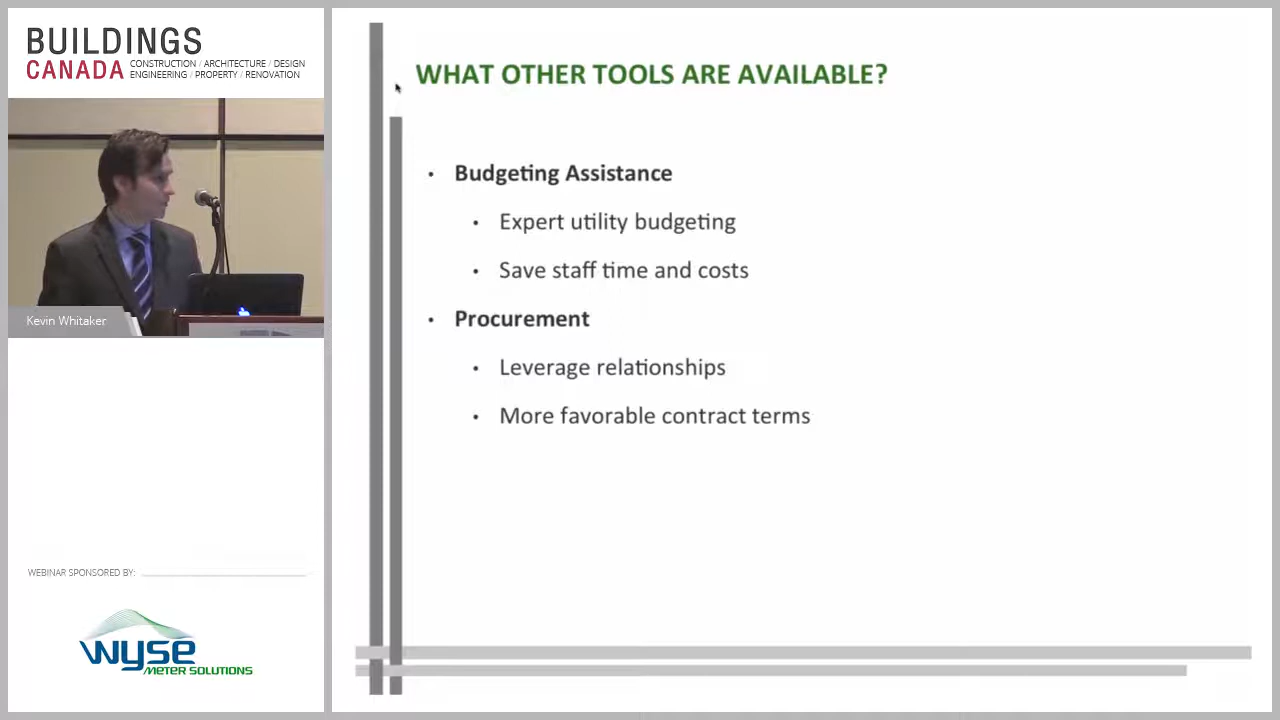 BUILDINGS
CANADA CONSTRUCTION / ARCHITECTURE / DESIGN
ENGINEERING / PROPERTY / RENOVATION
Kevin Whitaker
WEBINAR SPONSORED BY:
wyse
METER SOLUTIONS
WHAT OTHER TOOLS ARE AVAILABLE?
• Budgeting Assistance
• Expert utility budgeting
• Save staff time and costs
• Procurement
• Leverage relationships
• More favorable contract terms